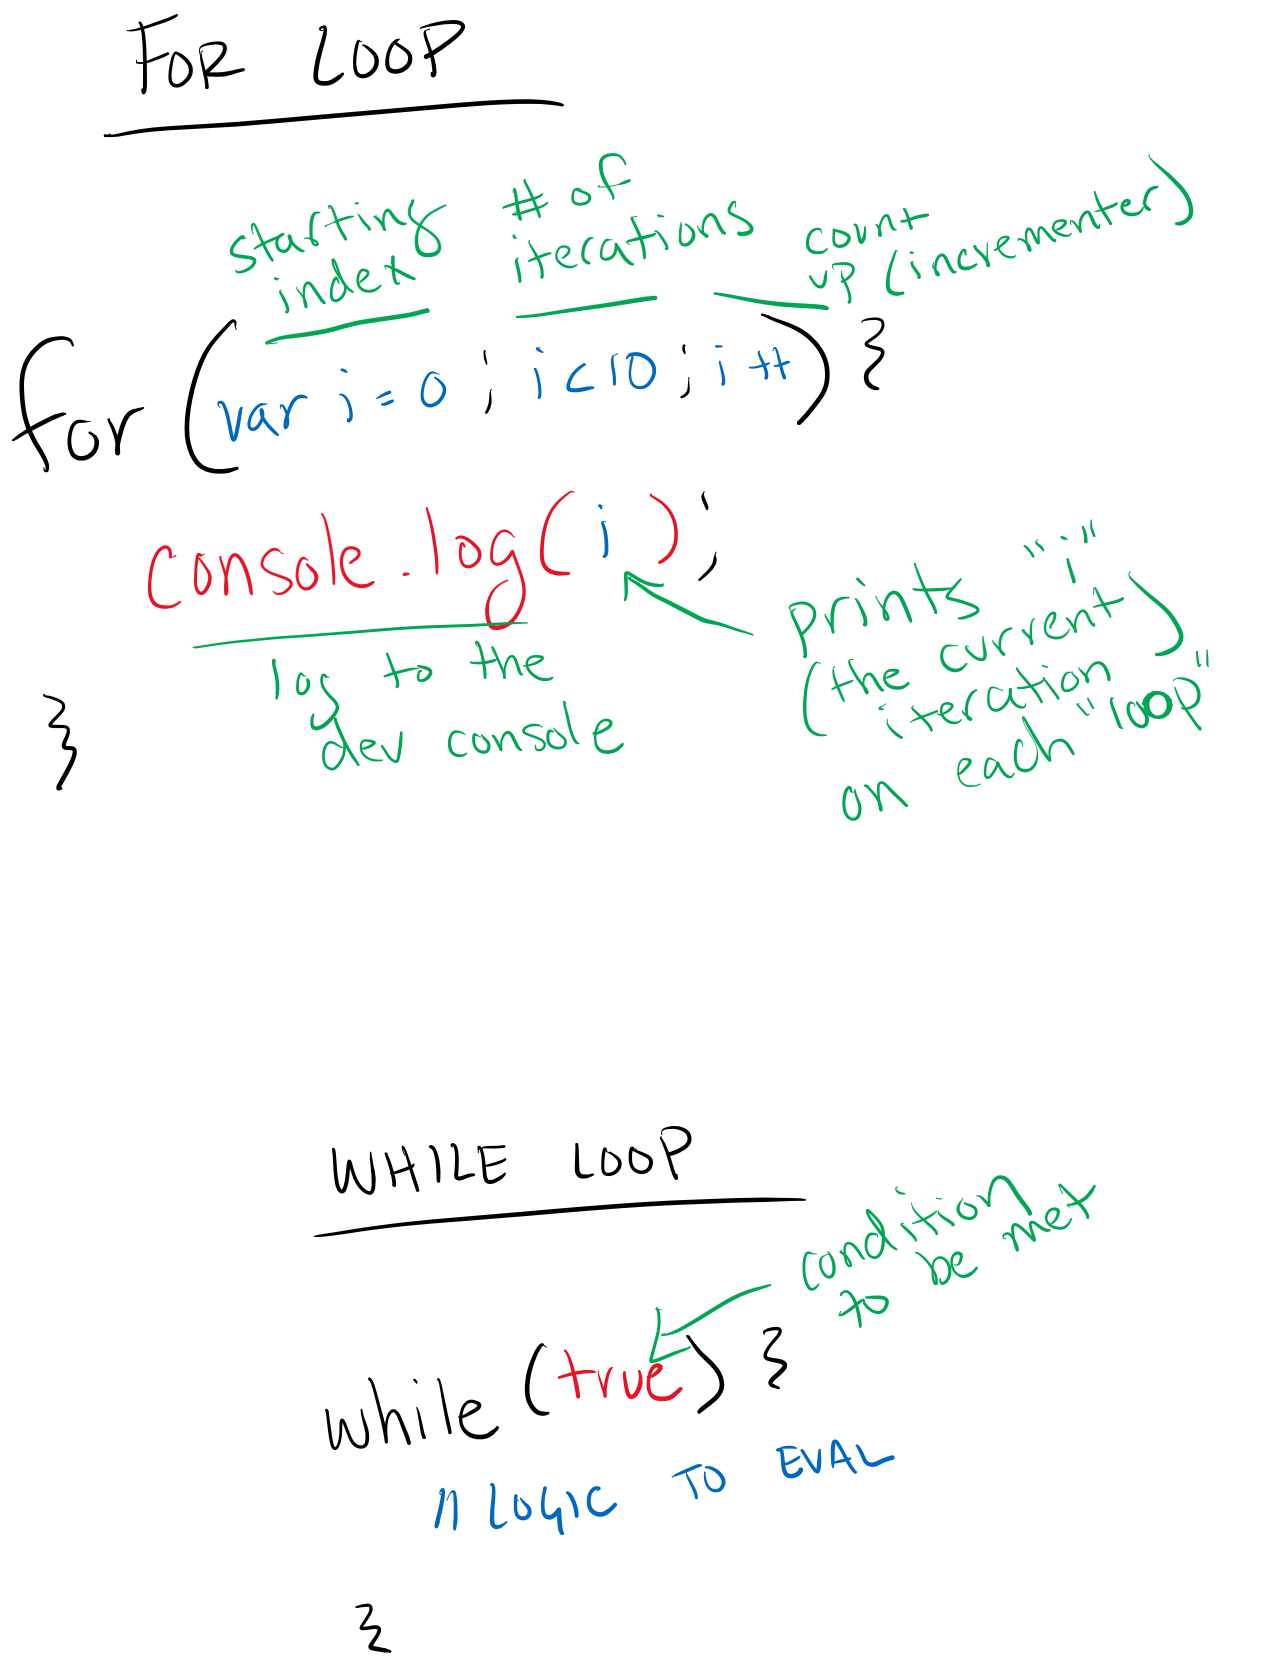 FOR LOOP
starting
index
# of
iterations
count
up (incrementer)
for (var i = 0 ; i < 10 ; i ++) {
console.log( i );
log to the
dev console
prints "i"
(the current
iteration)
on each "loop"
}
WHILE LOOP
condition
to be met
while (true) {
// LOGIC TO EVAL
}